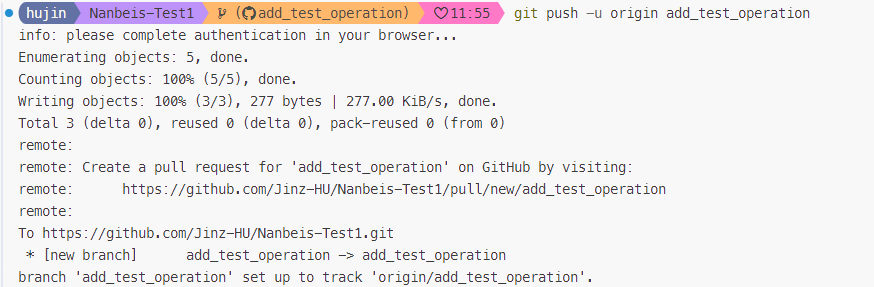 hujin Nanbeis-Test1 (add_test_operation) 11:55 git push -u origin add_test_operation
info: please complete authentication in your browser...
Enumerating objects: 5, done.
Counting objects: 100% (5/5), done.
Writing objects: 100% (3/3), 277 bytes | 277.00 KiB/s, done.
Total 3 (delta 0), reused 0 (delta 0), pack-reused 0 (from 0)
remote:
remote: Create a pull request for 'add_test_operation' on GitHub by visiting:
remote:      https://github.com/Jinz-HU/Nanbeis-Test1/pull/new/add_test_operation
remote:
To https://github.com/Jinz-HU/Nanbeis-Test1.git
 * [new branch]      add_test_operation -> add_test_operation
branch 'add_test_operation' set up to track 'origin/add_test_operation'.